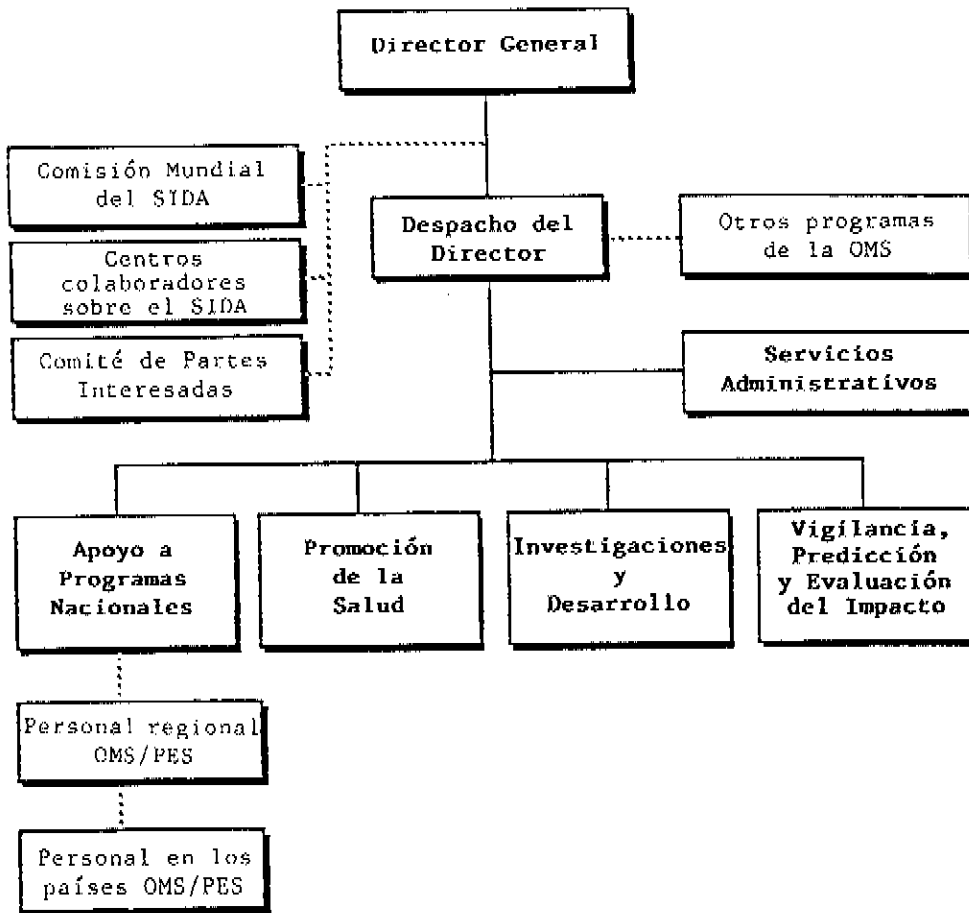 Director General
Comisión Mundial
del SIDA
Despacho del
Director
Otros programas
de la OMS
Centros
colaboradores
sobre el SIDA
Comité de Partes
Interesadas
Servicios
Administrativos
Apoyo a
Programas
Nacionales
Promoción
de la
Salud
Investigaciones
y
Desarrollo
Vigilancia,
Predicción
y Evaluación
del Impacto
Personal regional
OMS/PES
Personal en los
países OMS/PES